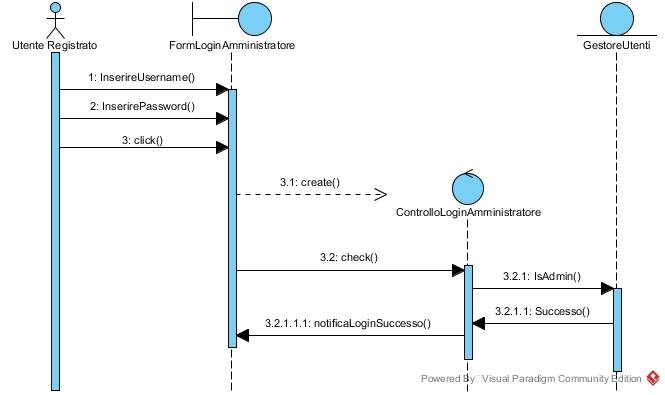 Utente Registrato
FormLoginAmministratore
GestoreUtenti
1: InserireUsername()
2: InserirePassword()
3: click()
3.1: create()
ControlloLoginAmministratore
3.2: check()
3.2.1: IsAdmin()
3.2.1.1: Successo()
3.2.1.1.1: notificaLoginSuccesso()
Powered By Visual Paradigm Community Edition